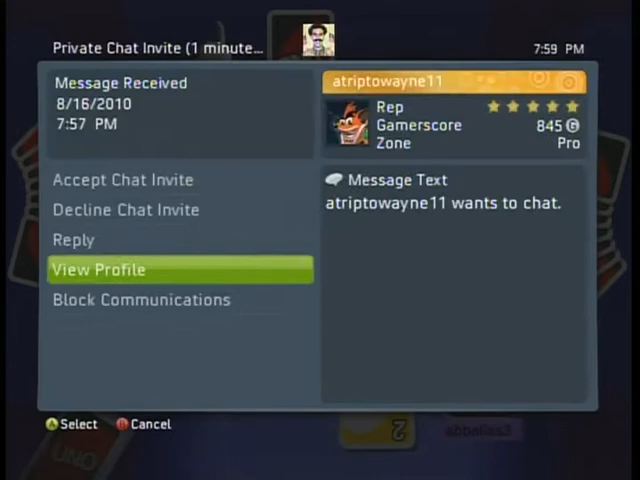 Private Chat Invite (1 minute...
7:59 PM
Message Received
8/16/2010
7:57 PM
atriptowayne11
Rep
Gamerscore 845 G
Zone Pro
Accept Chat Invite
Decline Chat Invite
Reply
View Profile
Block Communications
Message Text
atriptowayne11 wants to chat.
A Select B Cancel
2
UNO